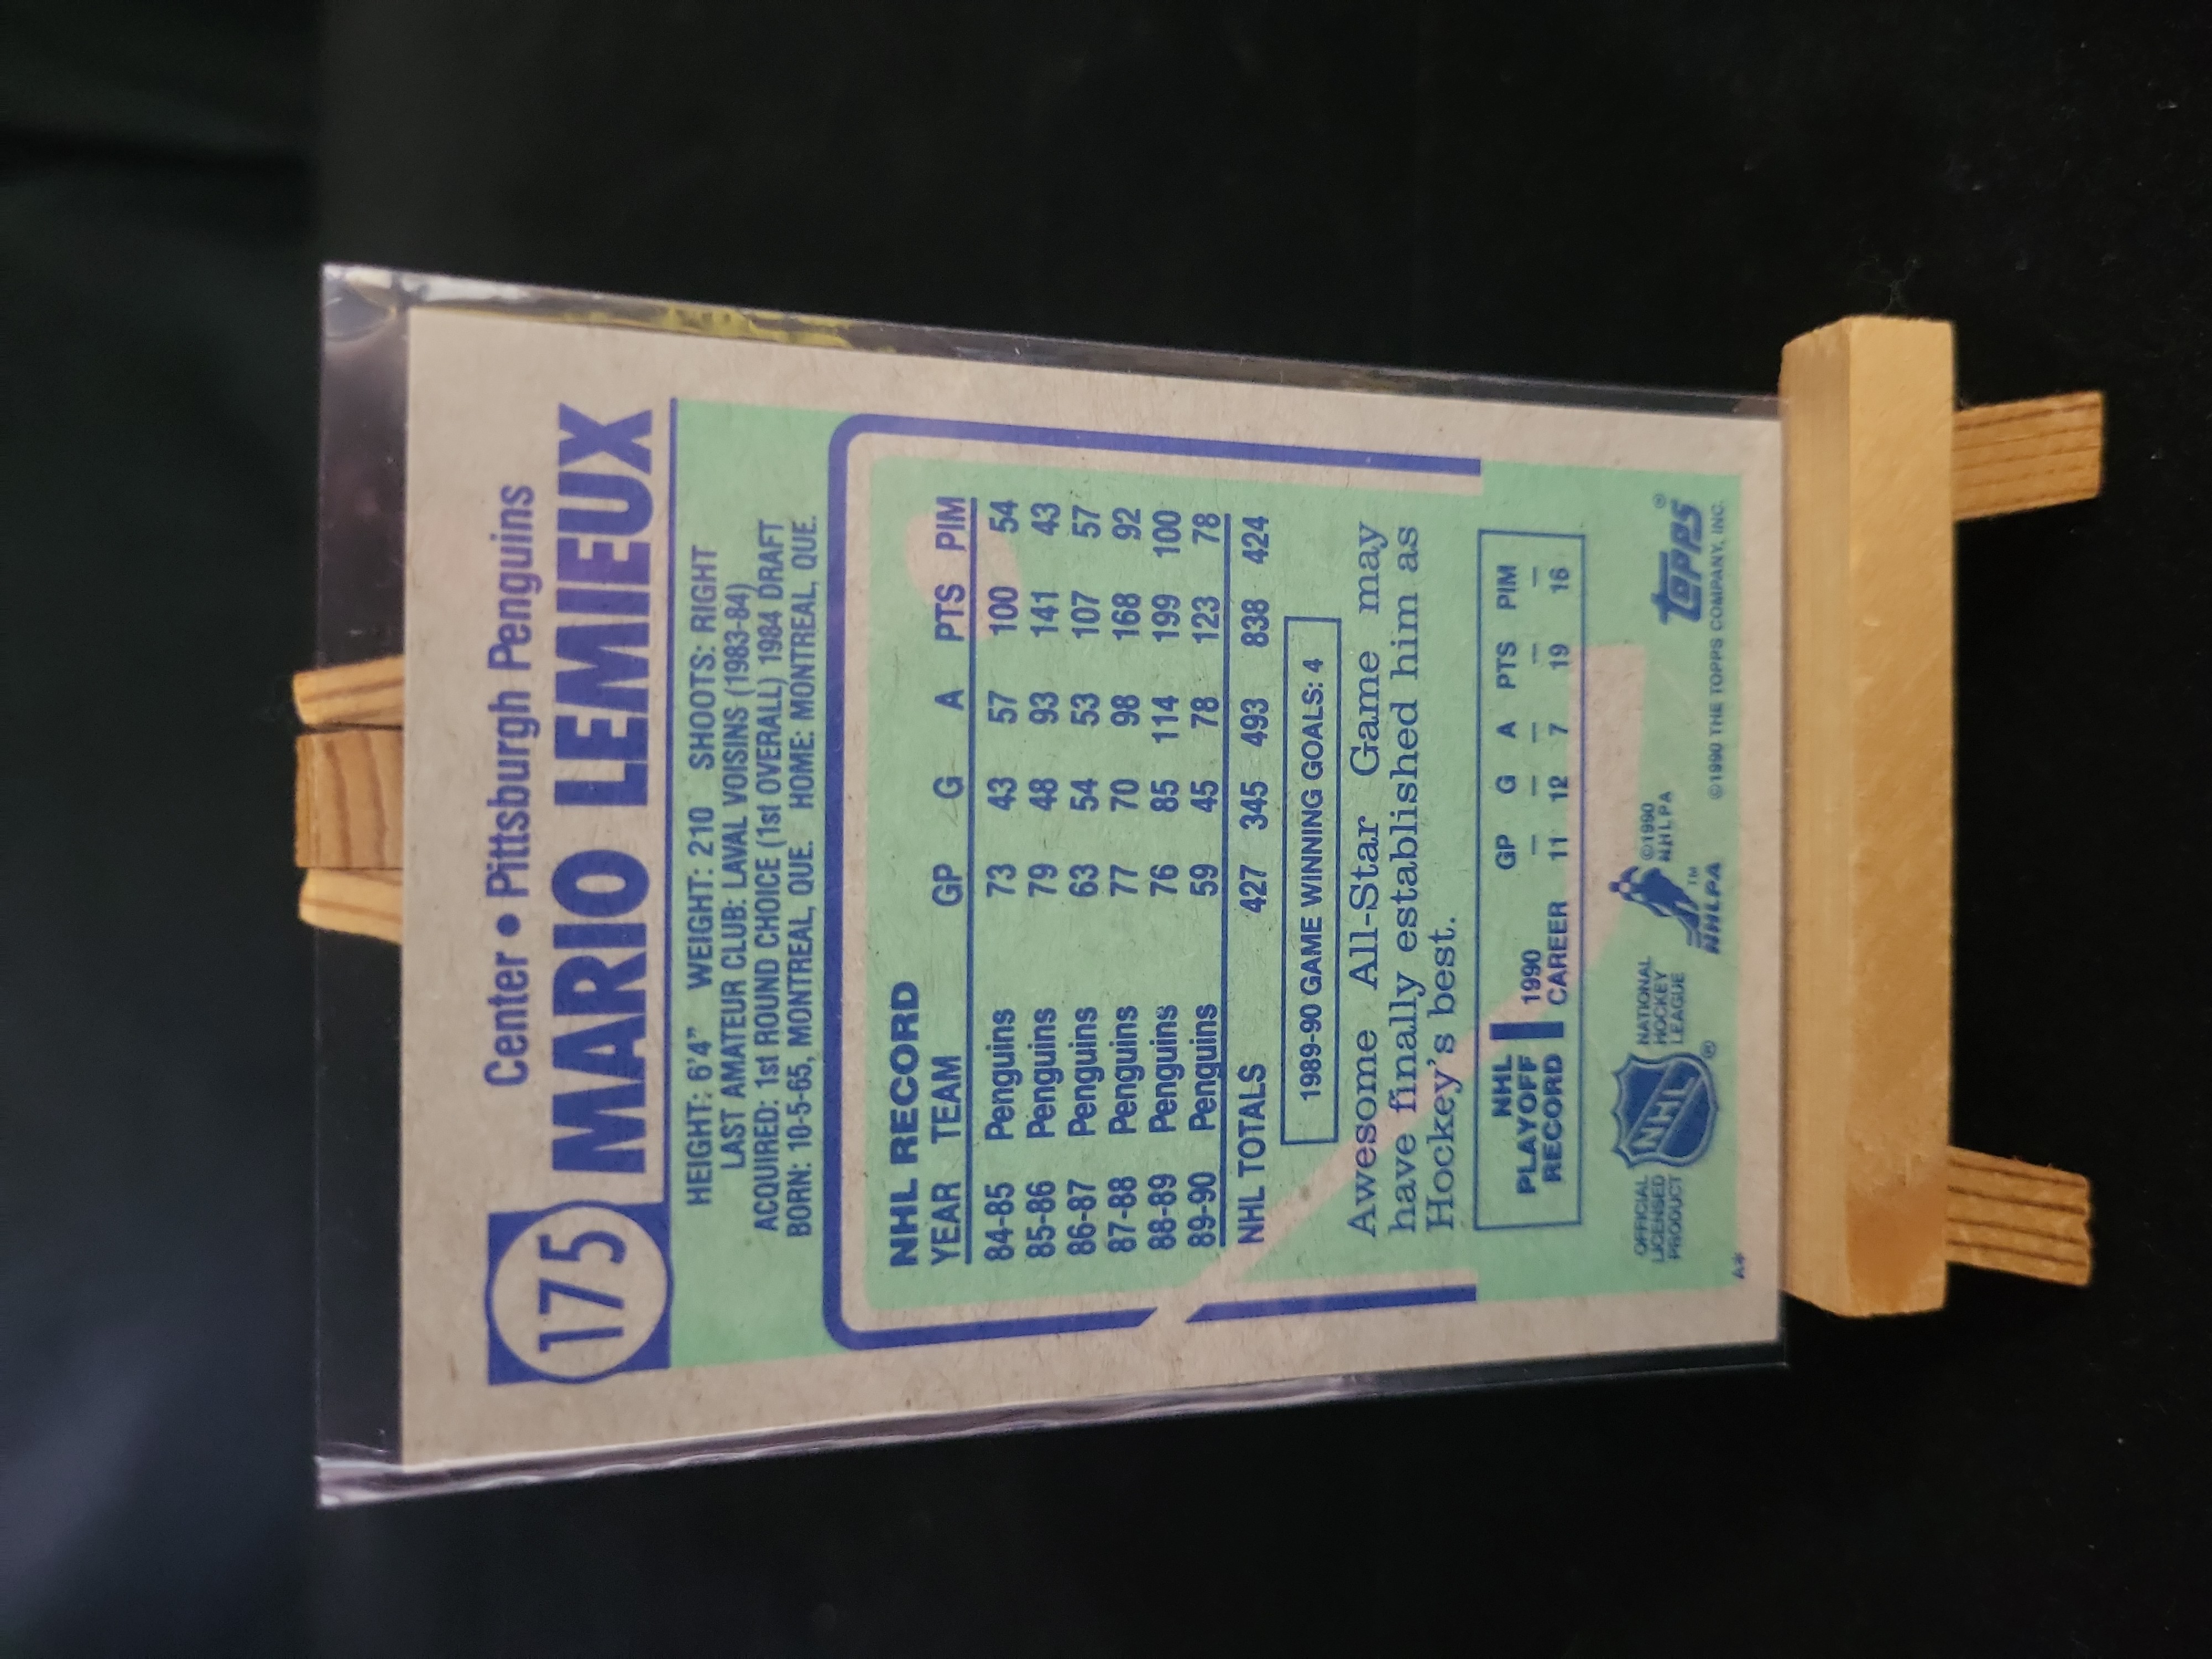 175
Center • Pittsburgh Penguins
MARIO LEMIEUX
HEIGHT: 6'4" WEIGHT: 210 SHOOTS: RIGHT
LAST AMATEUR CLUB: LAVAL VOISINS (1983-84)
ACQUIRED: 1st ROUND CHOICE (1st OVERALL) 1984 DRAFT
BORN: 10-5-65, MONTREAL, QUE. HOME: MONTREAL, QUE.
NHL RECORD
YEAR TEAM GP G A PTS PIM
84-85 Penguins 73 43 57 100 54
85-86 Penguins 79 48 93 141 43
86-87 Penguins 63 54 53 107 57
87-88 Penguins 77 70 98 168 92
88-89 Penguins 76 85 114 199 100
89-90 Penguins 59 45 78 123 78
NHL TOTALS 427 345 493 838 424
1989-90 GAME WINNING GOALS: 4
Awesome All-Star Game may
have finally established him as
Hockey's best.
NHL PLAYOFF RECORD
GP G A PTS PIM
1990 – – – – –
CAREER 11 12 7 19 16
OFFICIAL LICENSED PRODUCT
NHL ®
NATIONAL HOCKEY LEAGUE
NHLPA ™
©1990 NHLPA
TOPPS ®
©1990 THE TOPPS COMPANY, INC.
A*